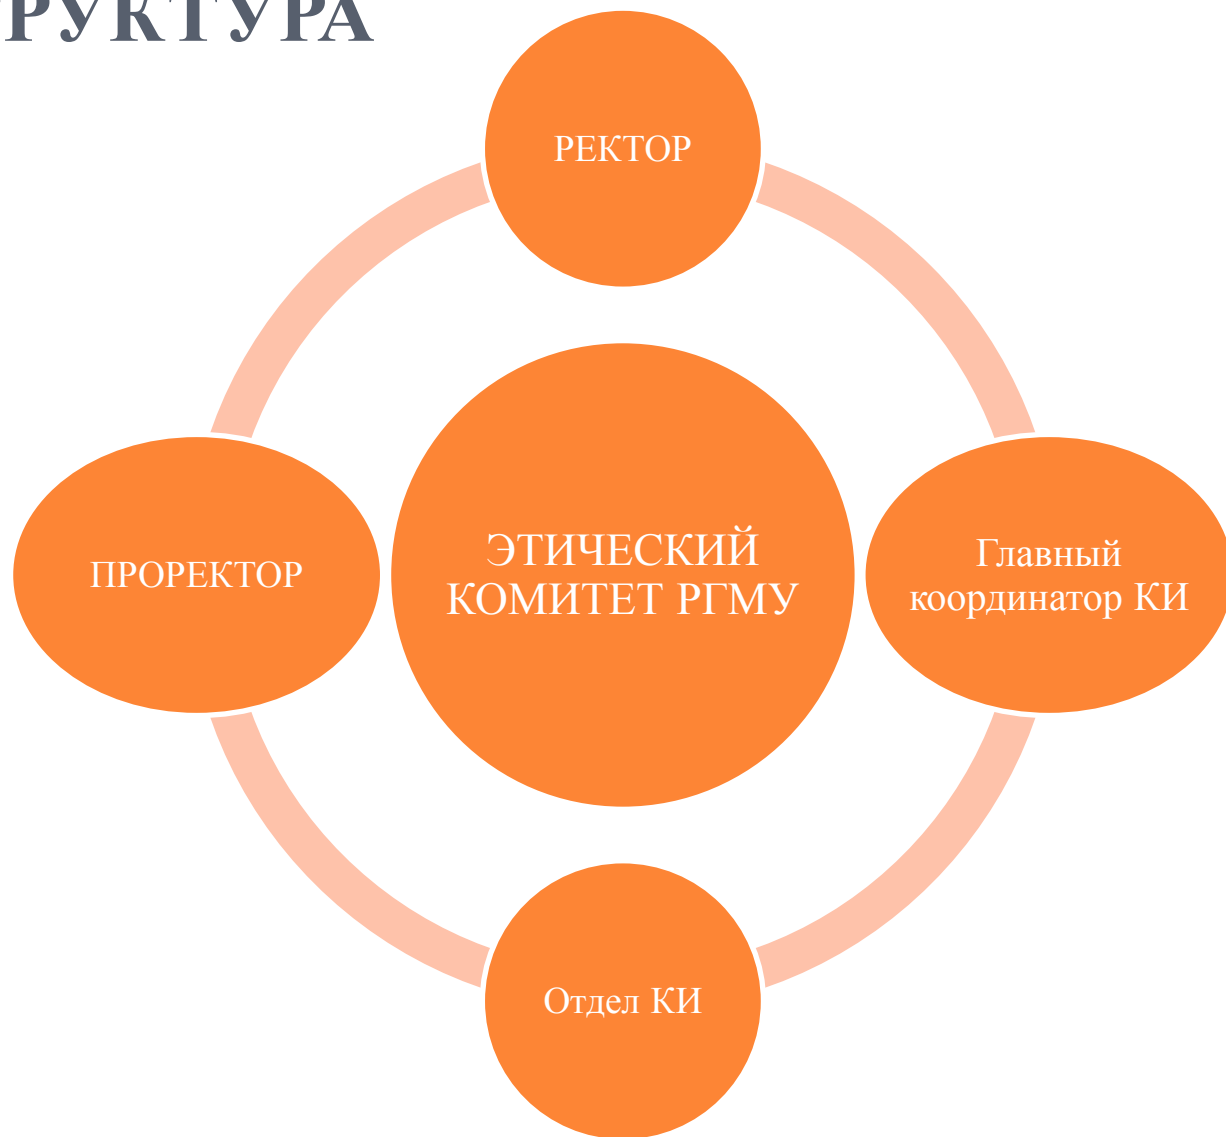 РУКТУРА
РЕКТОР
ПРОРЕКТОР
ЭТИЧЕСКИЙ
КОМИТЕТ РГМУ
Главный
координатор КИ
Отдел КИ